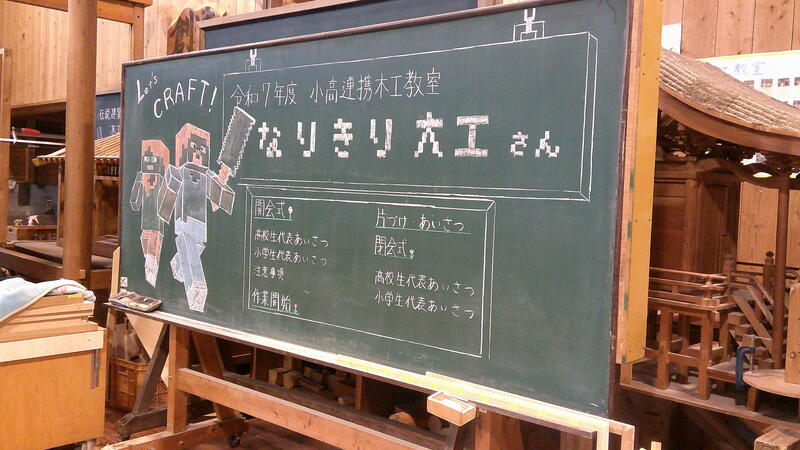 Let's
CRAFT!
令和7年度 小高連携木工教室
なりきり大工さん
開会式
高校生代表あいさつ
小学生代表あいさつ
注意事項
作業開始
片づけ・あいさつ
閉会式
高校生代表あいさつ
小学生代表あいさつ
工教室